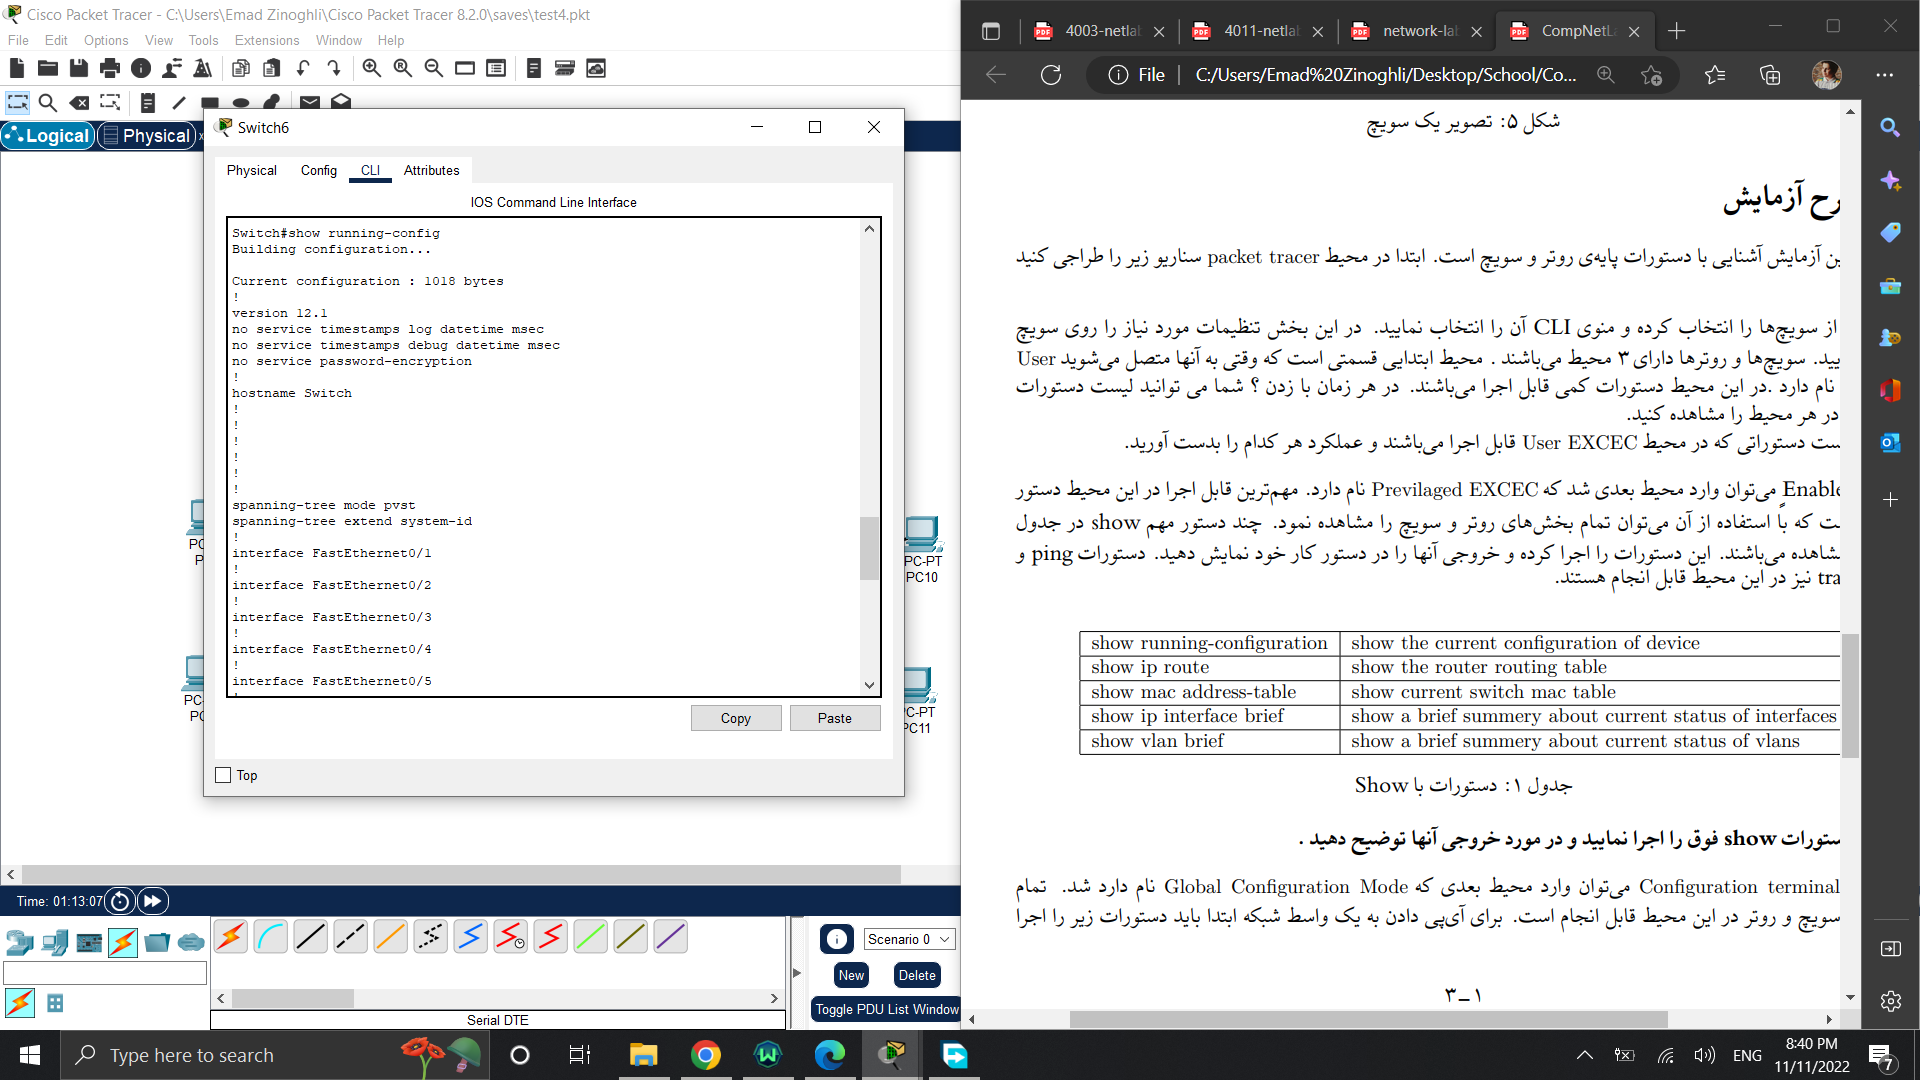 Cisco Packet Tracer - C:\Users\Emad Zinoghli\Cisco Packet Tracer 8.2.0\saves\test4.pkt
File Edit Options View Tools Extensions Window Help
Logical Physical
Switch6
Physical Config CLI Attributes
IOS Command Line Interface
Switch#show running-config
Building configuration...
Current configuration : 1018 bytes
!
version 12.1
no service timestamps log datetime msec
no service timestamps debug datetime msec
no service password-encryption
!
hostname Switch
!
!
!
!
!
!
spanning-tree mode pvst
spanning-tree extend system-id
!
interface FastEthernet0/1
!
interface FastEthernet0/2
!
interface FastEthernet0/3
!
interface FastEthernet0/4
!
interface FastEthernet0/5
Copy Paste
Top
PC-PT
PC10
PC11
Time: 01:13:07
Scenario 0
New Delete
Toggle PDU List Window
Serial DTE
4003-netlab
4011-netlab
network-lab
CompNetLa
File C:/Users/Emad%20Zinoghli/Desktop/School/Co...
شکل ۵: تصویر یک سویچ
رح آزمایش
ین آزمایش آشنایی با دستورات پایه‌ی روتر و سویچ است. ابتدا در محیط packet tracer سناریو زیر را طراحی کنید
از سویچ‌ها را انتخاب کرده و منوی CLI آن را انتخاب نمایید. در این بخش تنظیمات مورد نیاز را روی سویچ
یید. سویچ‌ها و روترها دارای ۳ محیط می‌باشند . محیط ابتدایی قسمتی است که وقتی به آنها متصل می‌شوید User
نام دارد .در این محیط دستورات کمی قابل اجرا می‌باشند. در هر زمان با زدن ؟ شما می توانید لیست دستورات
در هر محیط را مشاهده کنید.
ست دستوراتی که در محیط User EXCEC قابل اجرا می‌باشند و عملکرد هر کدام را بدست آورید.
Enable می‌توان وارد محیط بعدی شد که Previlaged EXCEC نام دارد. مهم‌ترین قابل اجرا در این محیط دستور
ست که با استفاده از آن می‌توان تمام بخش‌های روتر و سویچ را مشاهده نمود. چند دستور مهم show در جدول
شاهده می‌باشند. این دستورات را اجرا کرده و خروجی آنها را در دستور کار خود نمایش دهید. دستورات ping و
tra نیز در این محیط قابل انجام هستند.
show running-configuration show the current configuration of device
show ip route show the router routing table
show mac address-table show current switch mac table
show ip interface brief show a brief summery about current status of interfaces
show vlan brief show a brief summery about current status of vlans
جدول ۱: دستورات با Show
ستورات show فوق را اجرا نمایید و در مورد خروجی آنها توضیح دهید .
Configuration terminal می‌توان وارد محیط بعدی که Global Configuration Mode نام دارد شد. تمام
سویچ و روتر در این محیط قابل انجام است. برای آی‌پی دادن به یک واسط شبکه ابتدا باید دستورات زیر را اجرا
۳-۱
Type here to search
ENG
8:40 PM
11/11/2022
7